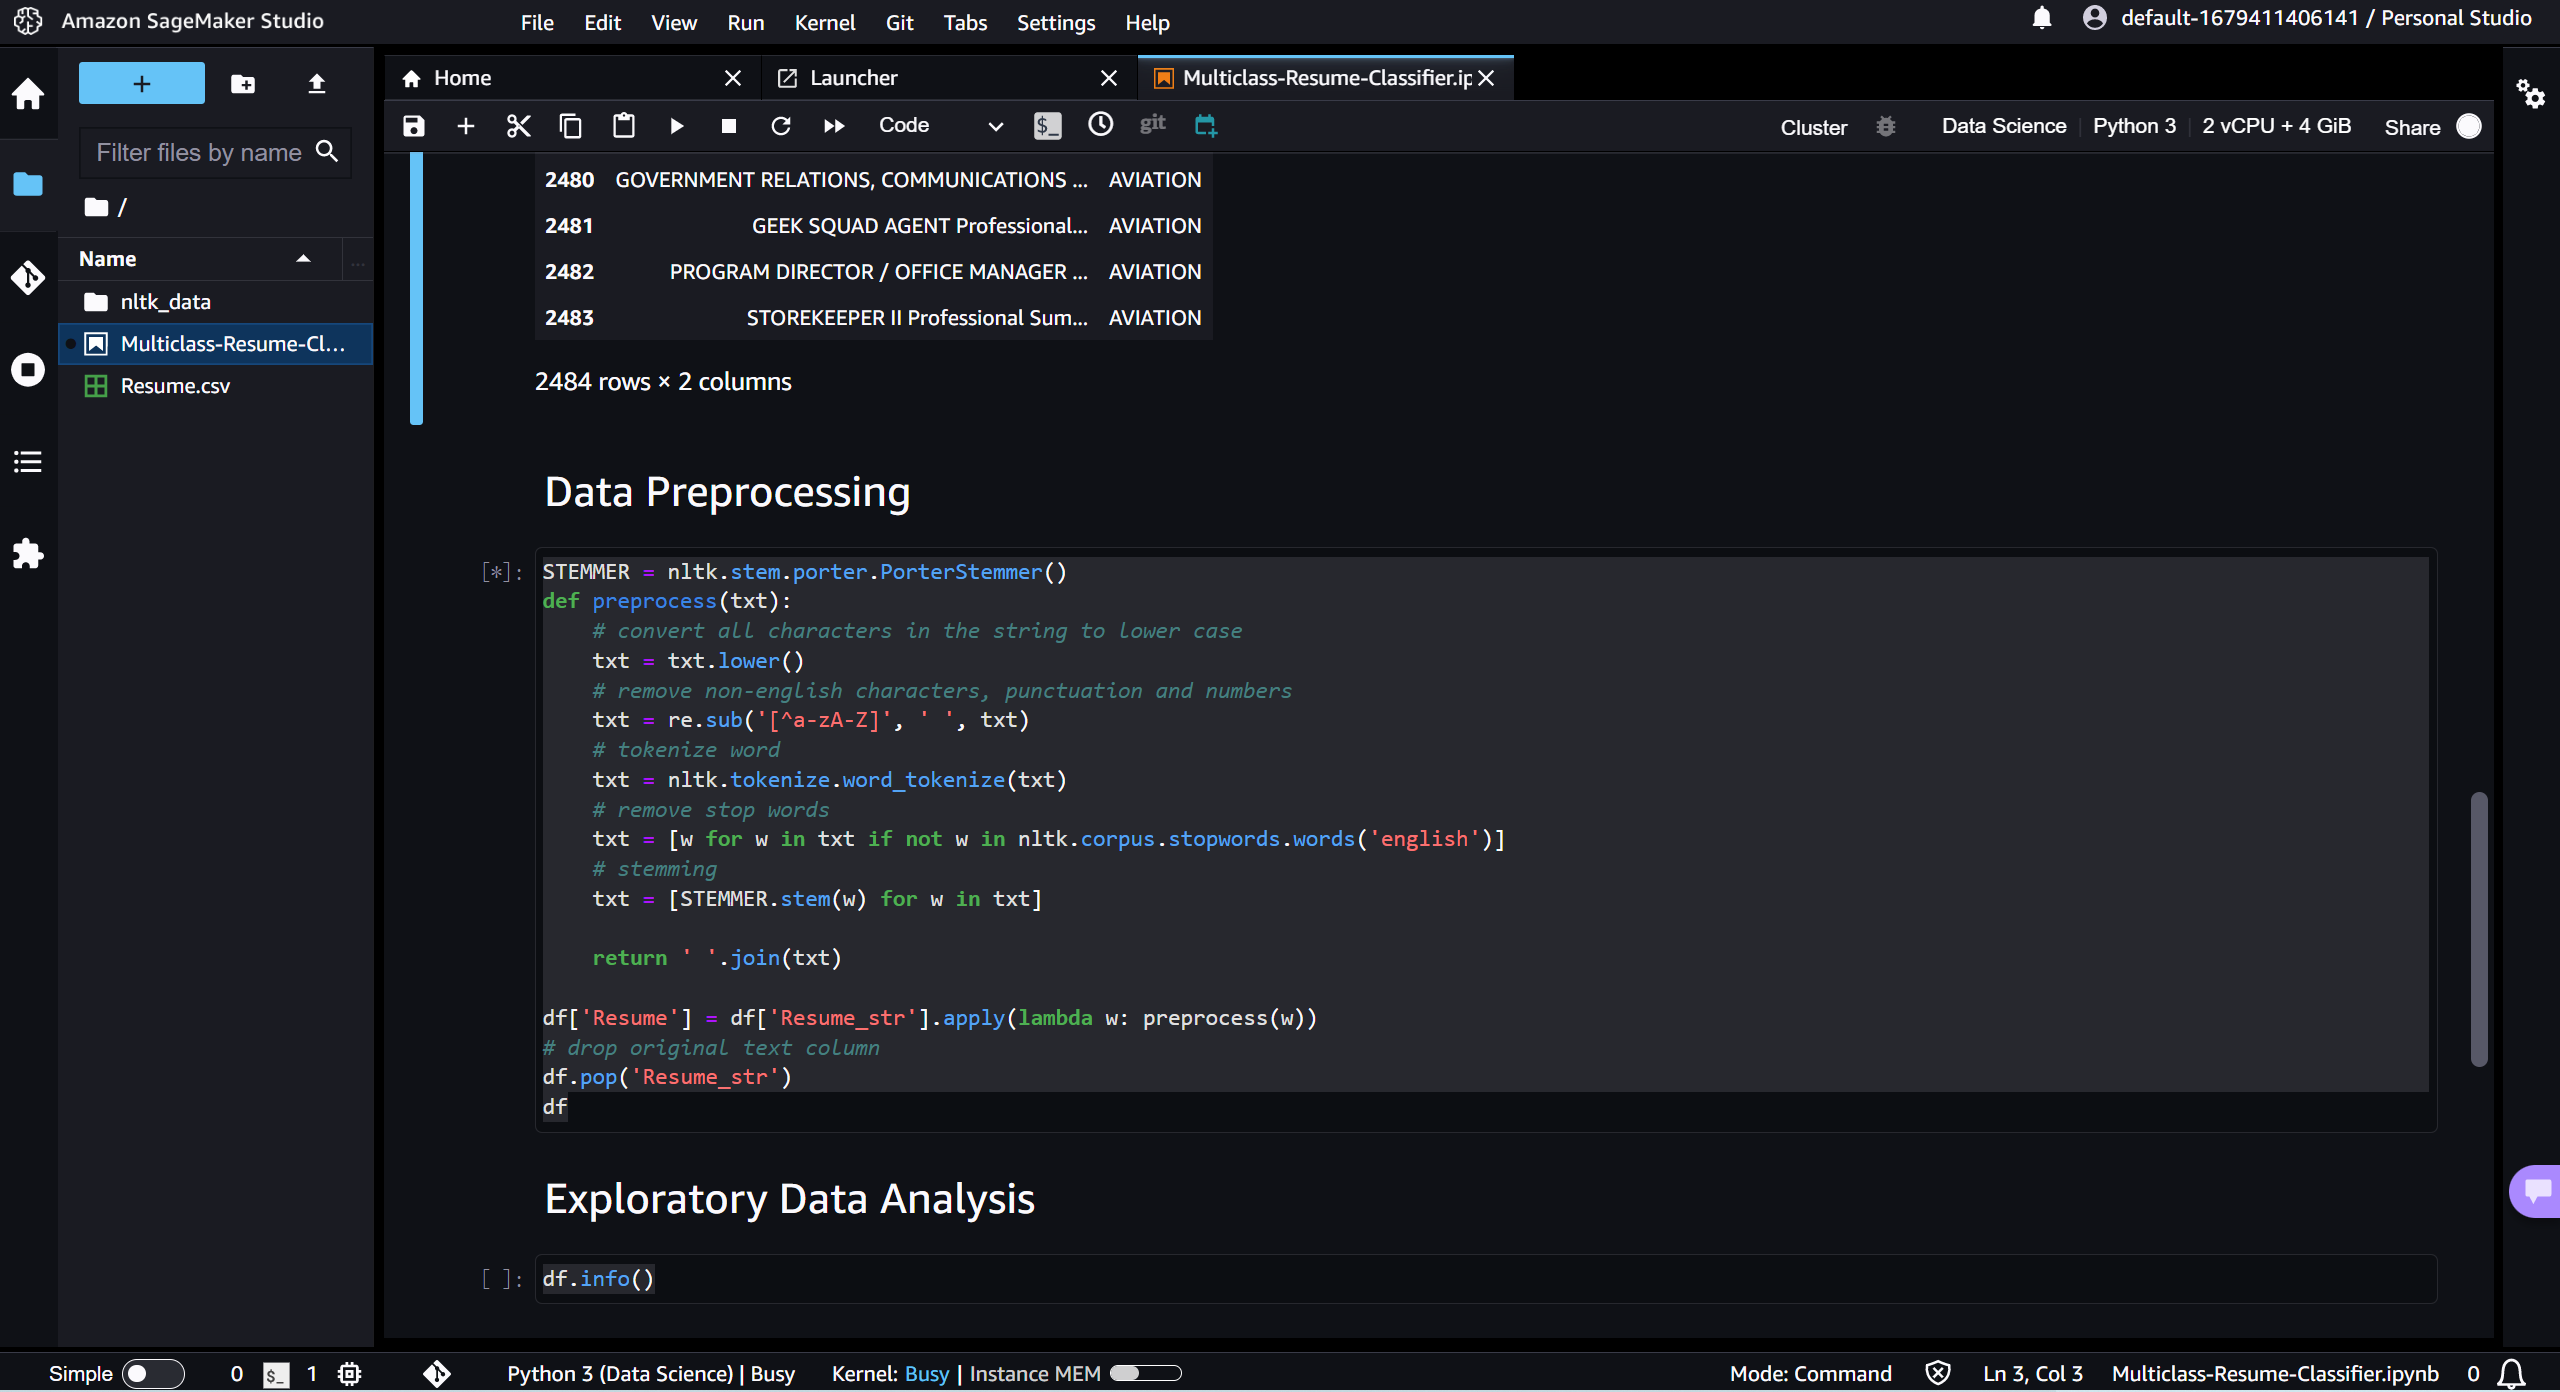 Amazon SageMaker Studio
File Edit View Run Kernel Git Tabs Settings Help
default-1679411406141 / Personal Studio
+
Filter files by name
/
Name
...
nltk_data
Multiclass-Resume-Cl...
Resume.csv
Home
Launcher
Multiclass-Resume-Classifier.ip
Code
$_
git
Cluster
Data Science
Python 3
2 vCPU + 4 GiB
Share
2480 GOVERNMENT RELATIONS, COMMUNICATIONS ... AVIATION
2481 GEEK SQUAD AGENT Professional... AVIATION
2482 PROGRAM DIRECTOR / OFFICE MANAGER ... AVIATION
2483 STOREKEEPER II Professional Sum... AVIATION
2484 rows × 2 columns
Data Preprocessing
[*]:
STEMMER = nltk.stem.porter.PorterStemmer()
def preprocess(txt):
    # convert all characters in the string to lower case
    txt = txt.lower()
    # remove non-english characters, punctuation and numbers
    txt = re.sub('[^a-zA-Z]', ' ', txt)
    # tokenize word
    txt = nltk.tokenize.word_tokenize(txt)
    # remove stop words
    txt = [w for w in txt if not w in nltk.corpus.stopwords.words('english')]
    # stemming
    txt = [STEMMER.stem(w) for w in txt]
    return ' '.join(txt)
df['Resume'] = df['Resume_str'].apply(lambda w: preprocess(w))
# drop original text column
df.pop('Resume_str')
df
Exploratory Data Analysis
[ ]:
df.info()
Simple
0
$_
1
Python 3 (Data Science) | Busy
Kernel: Busy | Instance MEM
Mode: Command
Ln 3, Col 3
Multiclass-Resume-Classifier.ipynb
0